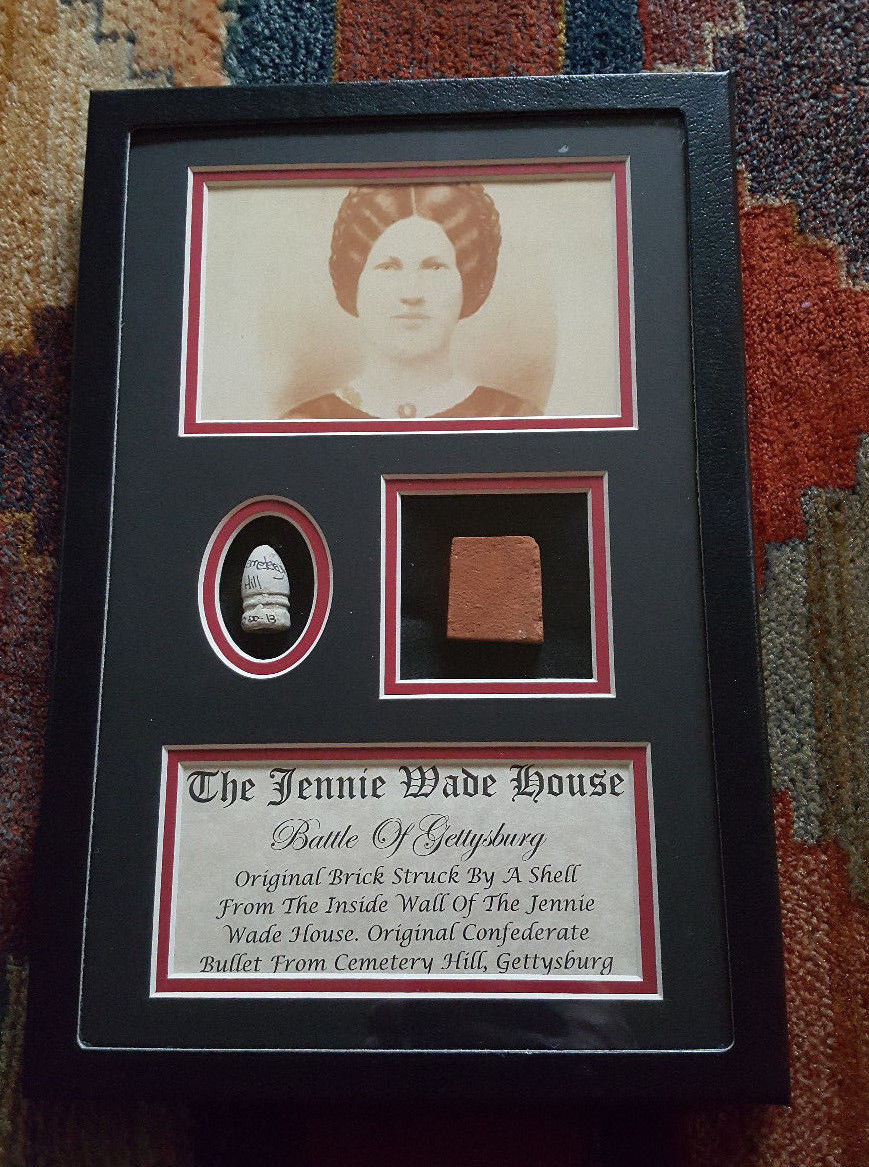 Hill
The Jennie Wade House
Battle Of Gettysburg
Original Brick Struck By A Shell
From The Inside Wall Of The Jennie
Wade House. Original Confederate
Bullet From Cemetery Hill, Gettysburg